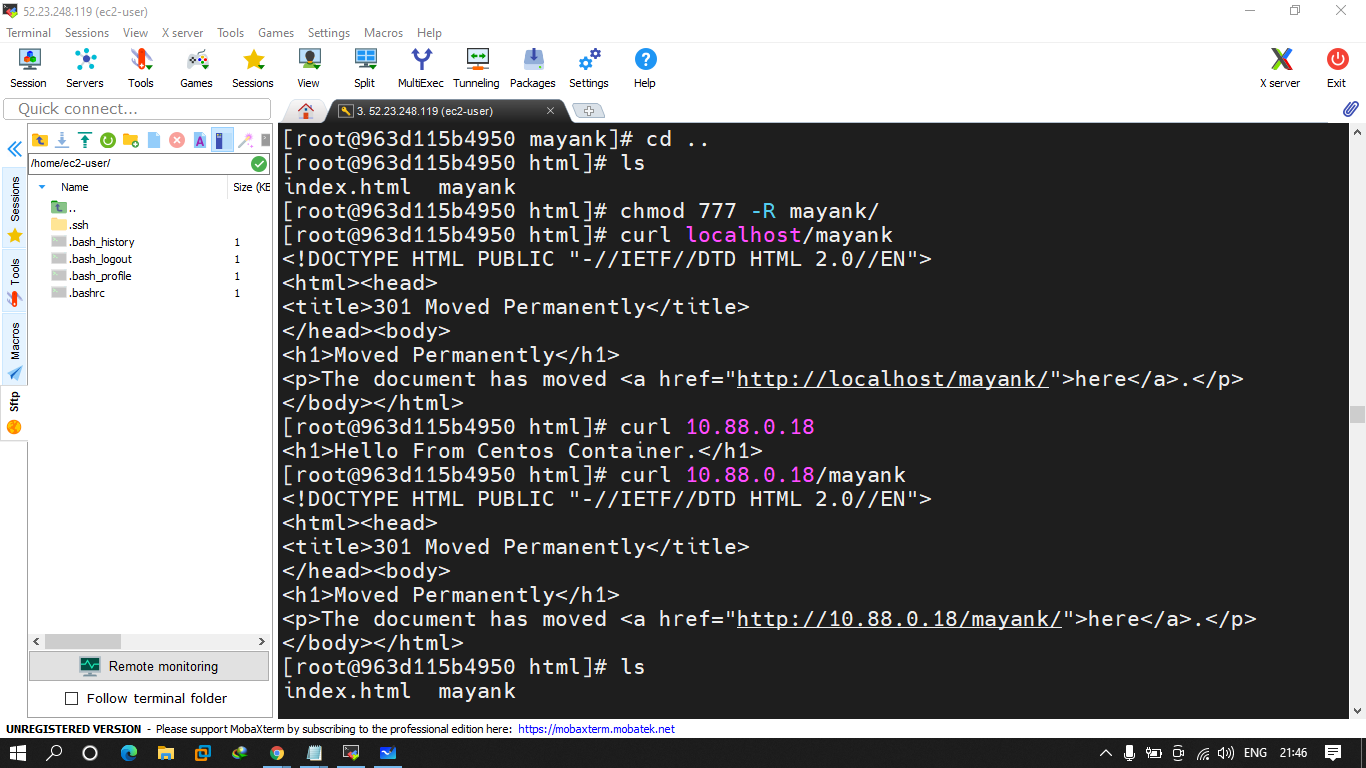 52.23.248.119 (ec2-user)
Terminal Sessions View X server Tools Games Settings Macros Help
Session Servers Tools Games Sessions View Split MultiExec Tunneling Packages Settings Help X server Exit
Quick connect...
3. 52.23.248.119 (ec2-user)
/home/ec2-user/
Name Size (KB
..
.ssh
.bash_history 1
.bash_logout 1
.bash_profile 1
.bashrc 1
Sessions
Tools
Macros
Sftp
Remote monitoring
Follow terminal folder
[root@963d115b4950 mayank]# cd ..
[root@963d115b4950 html]# ls
index.html  mayank
[root@963d115b4950 html]# chmod 777 -R mayank/
[root@963d115b4950 html]# curl localhost/mayank
<!DOCTYPE HTML PUBLIC "-//IETF//DTD HTML 2.0//EN">
<html><head>
<title>301 Moved Permanently</title>
</head><body>
<h1>Moved Permanently</h1>
<p>The document has moved <a href="http://localhost/mayank/">here</a>.</p>
</body></html>
[root@963d115b4950 html]# curl 10.88.0.18
<h1>Hello From Centos Container.</h1>
[root@963d115b4950 html]# curl 10.88.0.18/mayank
<!DOCTYPE HTML PUBLIC "-//IETF//DTD HTML 2.0//EN">
<html><head>
<title>301 Moved Permanently</title>
</head><body>
<h1>Moved Permanently</h1>
<p>The document has moved <a href="http://10.88.0.18/mayank/">here</a>.</p>
</body></html>
[root@963d115b4950 html]# ls
index.html  mayank
UNREGISTERED VERSION - Please support MobaXterm by subscribing to the professional edition here: https://mobaxterm.mobatek.net
ENG 21:46